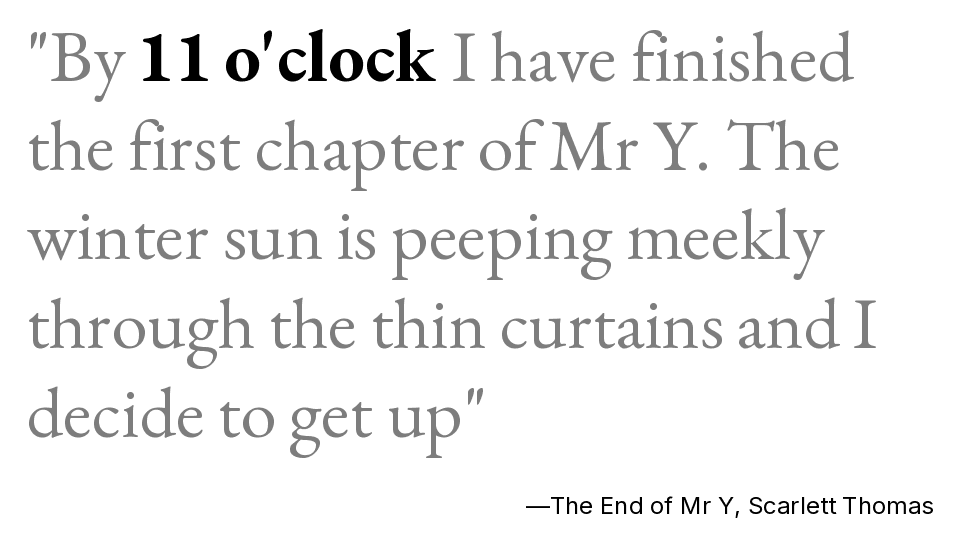 "By 11 o'clock I have finished
the first chapter of Mr Y. The
winter sun is peeping meekly
through the thin curtains and I
decide to get up"
—The End of Mr Y, Scarlett Thomas